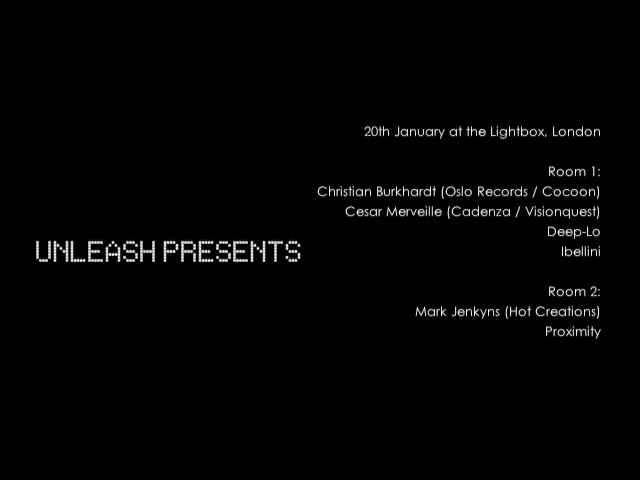 UNLEASH PRESENTS
20th January at the Lightbox, London
Room 1:
Christian Burkhardt (Oslo Records / Cocoon)
Cesar Merveille (Cadenza / Visionquest)
Deep-Lo
Ibellini
Room 2:
Mark Jenkyns (Hot Creations)
Proximity